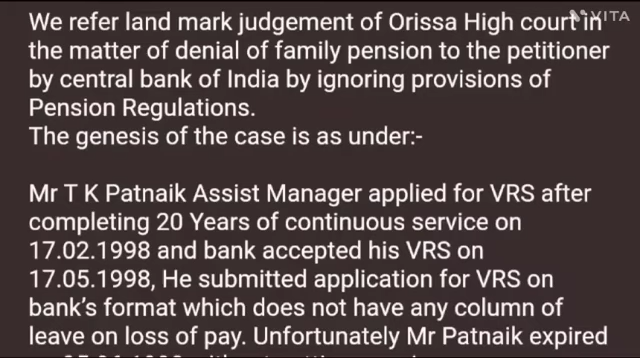 We refer land mark judgement of Orissa High court in
VITA
the matter of denial of family pension to the petitioner
by central bank of India by ignoring provisions of
Pension Regulations.
The genesis of the case is as under:-
Mr T K Patnaik Assist Manager applied for VRS after
completing 20 Years of continuous service on
17.02.1998 and bank accepted his VRS on
17.05.1998, He submitted application for VRS on
bank's format which does not have any column of
leave on loss of pay. Unfortunately Mr Patnaik expired